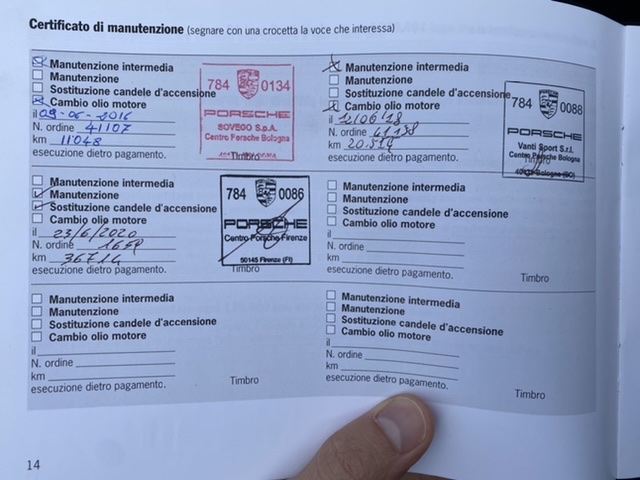 Certificato di manutenzione (segnare con una crocetta la voce che interessa)
Manutenzione intermedia
Manutenzione
Sostituzione candele d'accensione
Cambio olio motore
il 09-06-2016
N. ordine 41107
km 11048
esecuzione dietro pagamento.
784 0134
PORSCHE
SOVEGO S.p.A.
Centro Porsche Bologna
Timbro
Manutenzione intermedia
Manutenzione
Sostituzione candele d'accensione
Cambio olio motore
il 12/06/18
N. ordine
km
esecuzione dietro pagamento.
784 0088
PORSCHE
Vanti Sport S.r.l.
Centro Porsche Bologna
Bologna (BO)
Manutenzione intermedia
Manutenzione
Sostituzione candele d'accensione
Cambio olio motore
il 23/6/2020
N. ordine 1659
km 36714
esecuzione dietro pagamento.
784 0086
PORSCHE
Centro Porsche Firenze
50145 Firenze (FI)
Timbro
Manutenzione intermedia
Manutenzione
Sostituzione candele d'accensione
Cambio olio motore
il
N. ordine
km
esecuzione dietro pagamento.
Timbro
Manutenzione intermedia
Manutenzione
Sostituzione candele d'accensione
Cambio olio motore
il
N. ordine
km
esecuzione dietro pagamento.
Timbro
Manutenzione intermedia
Manutenzione
Sostituzione candele d'accensione
Cambio olio motore
il
N. ordine
km
esecuzione dietro pagamento.
Timbro
14